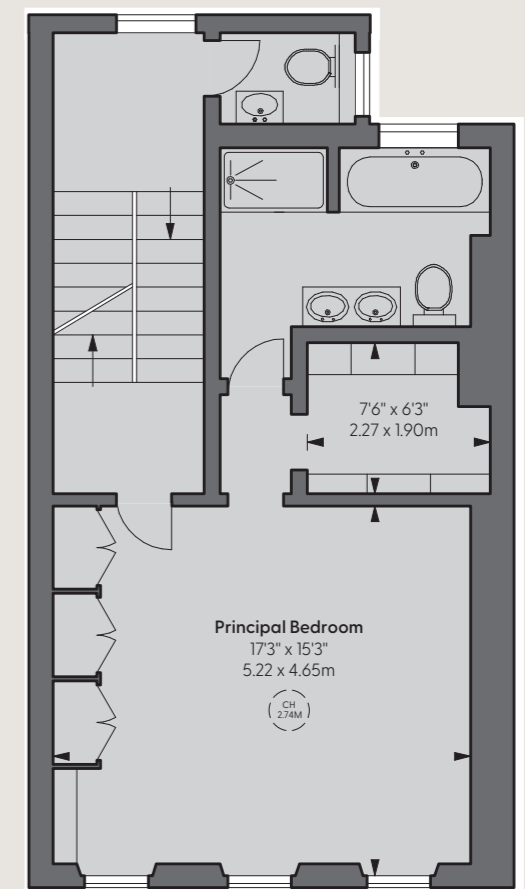 7'6" x 6'3"
2.27 x 1.90m
Principal Bedroom
17'3" x 15'3"
5.22 x 4.65m
CH
2.74M